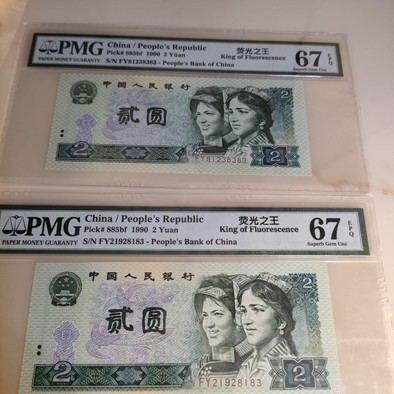 PMG
PAPER MONEY GUARANTY
China / People's Republic
Pick# 885bf 1990 2 Yüan
S/N FY81238383 - People's Bank of China
荧光之王
King of Fluorescence
67 EPQ
Superb Gem Unc
中国人民银行
贰圆
2
FY81238383
2
PMG
PAPER MONEY GUARANTY
China / People's Republic
Pick# 885bf 1990 2 Yuan
S/N FY21928183 - People's Bank of China
荧光之王
King of Fluorescence
67 EPQ
Superb Gem Unc
中国人民银行
贰圆
2
2
FY21928183
2